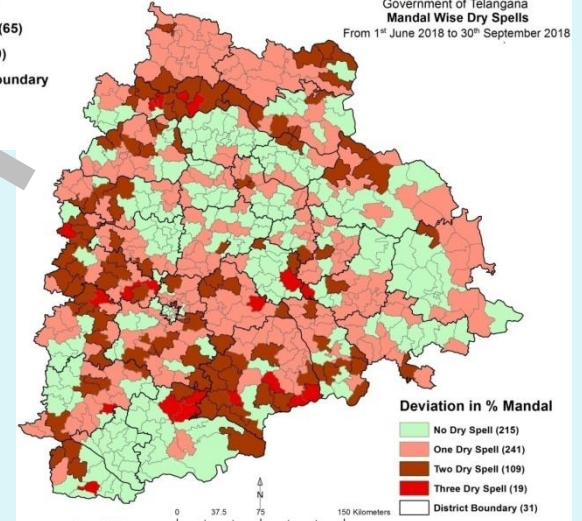 Government of Telangana
Mandal Wise Dry Spells
From 1st June 2018 to 30th September 2018
(65)
)
oundary
Deviation in % Mandal
No Dry Spell (215)
One Dry Spell (241)
Two Dry Spell (109)
Three Dry Spell (19)
District Boundary (31)
N
0 37.5 75 150 Kilometers